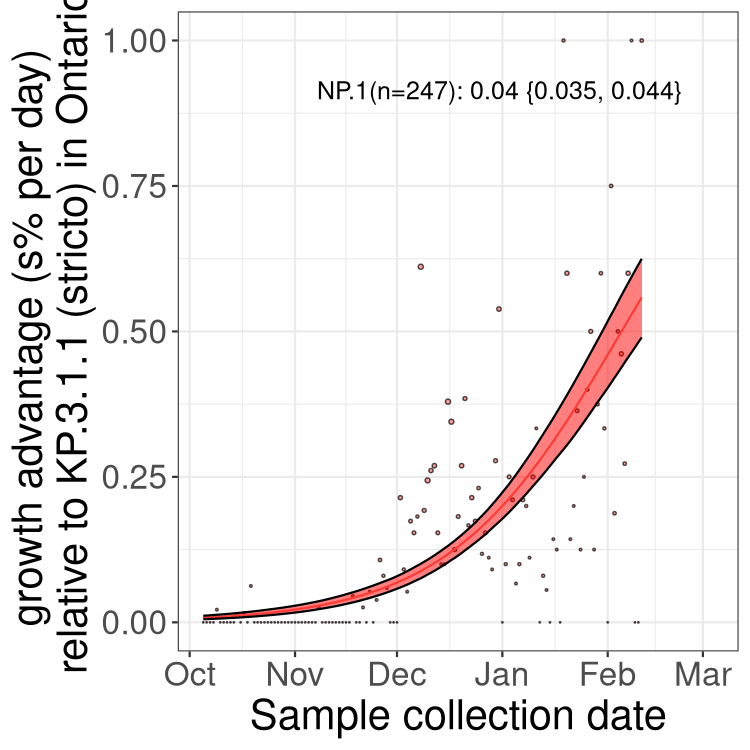 growth advantage (s% per day)
relative to KP.3.1.1 (stricto) in Ontario
1.00
0.75
0.50
0.25
0.00
NP.1(n=247): 0.04 {0.035, 0.044}
Oct Nov Dec Jan Feb Mar
Sample collection date